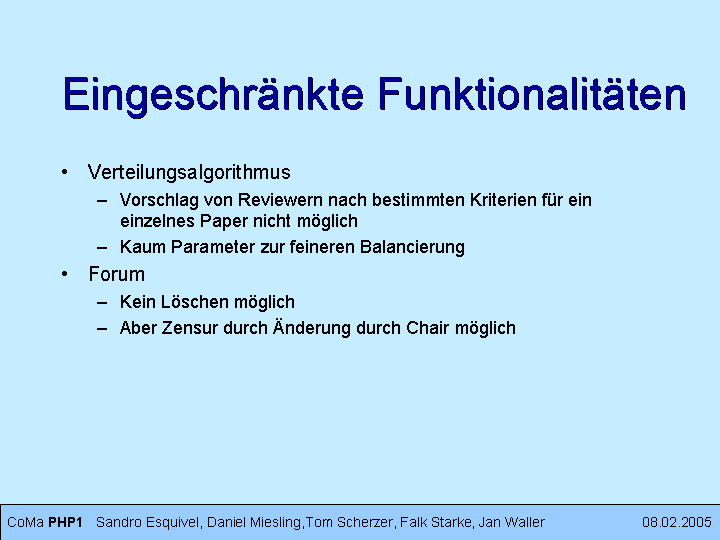 Eingeschränkte Funktionalitäten
• Verteilungsalgorithmus
– Vorschlag von Reviewern nach bestimmten Kriterien für ein
einzelnes Paper nicht möglich
– Kaum Parameter zur feineren Balancierung
• Forum
– Kein Löschen möglich
– Aber Zensur durch Änderung durch Chair möglich
CoMa PHP1 Sandro Esquivel, Daniel Miesling,Tom Scherzer, Falk Starke, Jan Waller 08.02.2005